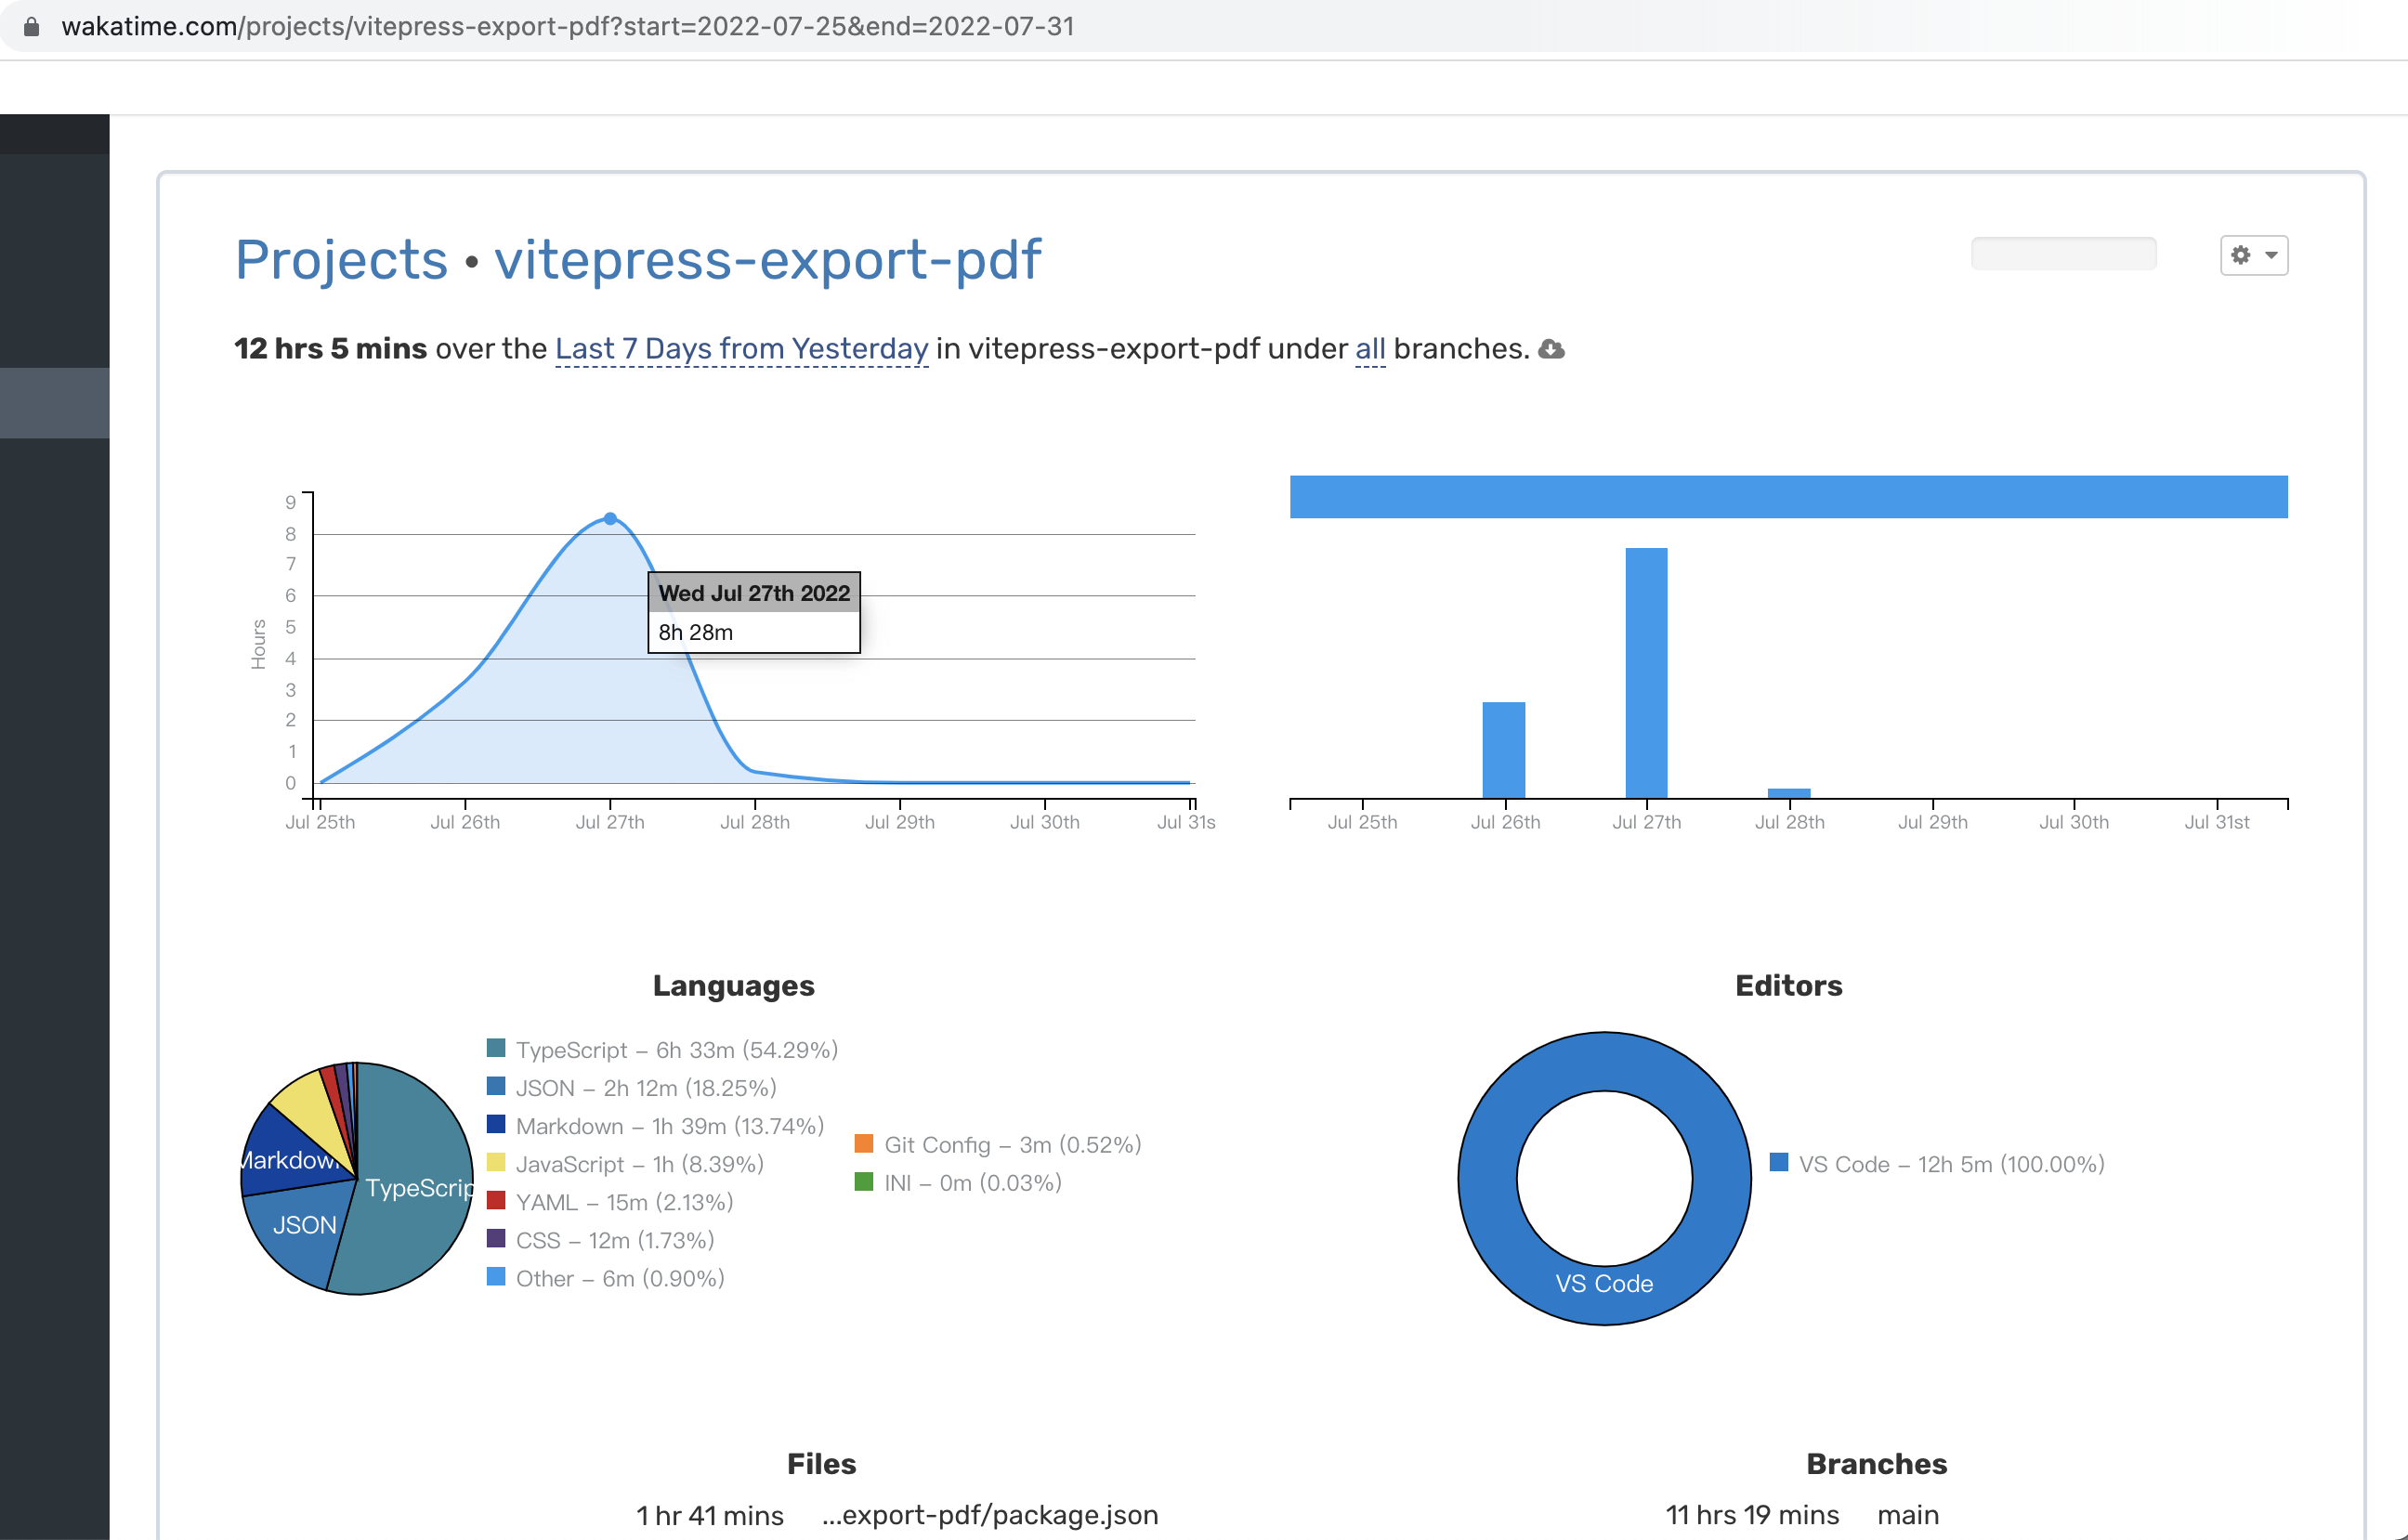 wakatime.com/projects/vitepress-export-pdf?start=2022-07-25&end=2022-07-31
Projects • vitepress-export-pdf
12 hrs 5 mins over the Last 7 Days from Yesterday in vitepress-export-pdf under all branches.
Hours
9
8
7
6
5
4
3
2
1
0
Wed Jul 27th 2022
8h 28m
Jul 25th Jul 26th Jul 27th Jul 28th Jul 29th Jul 30th Jul 31s
Jul 25th Jul 26th Jul 27th Jul 28th Jul 29th Jul 30th Jul 31st
Languages
TypeScript – 6h 33m (54.29%)
JSON – 2h 12m (18.25%)
Markdown – 1h 39m (13.74%)
JavaScript – 1h (8.39%)
YAML – 15m (2.13%)
CSS – 12m (1.73%)
Other – 6m (0.90%)
Git Config – 3m (0.52%)
INI – 0m (0.03%)
Markdown
TypeScrip
JSON
Editors
VS Code – 12h 5m (100.00%)
VS Code
Files
1 hr 41 mins ...export-pdf/package.json
Branches
11 hrs 19 mins main